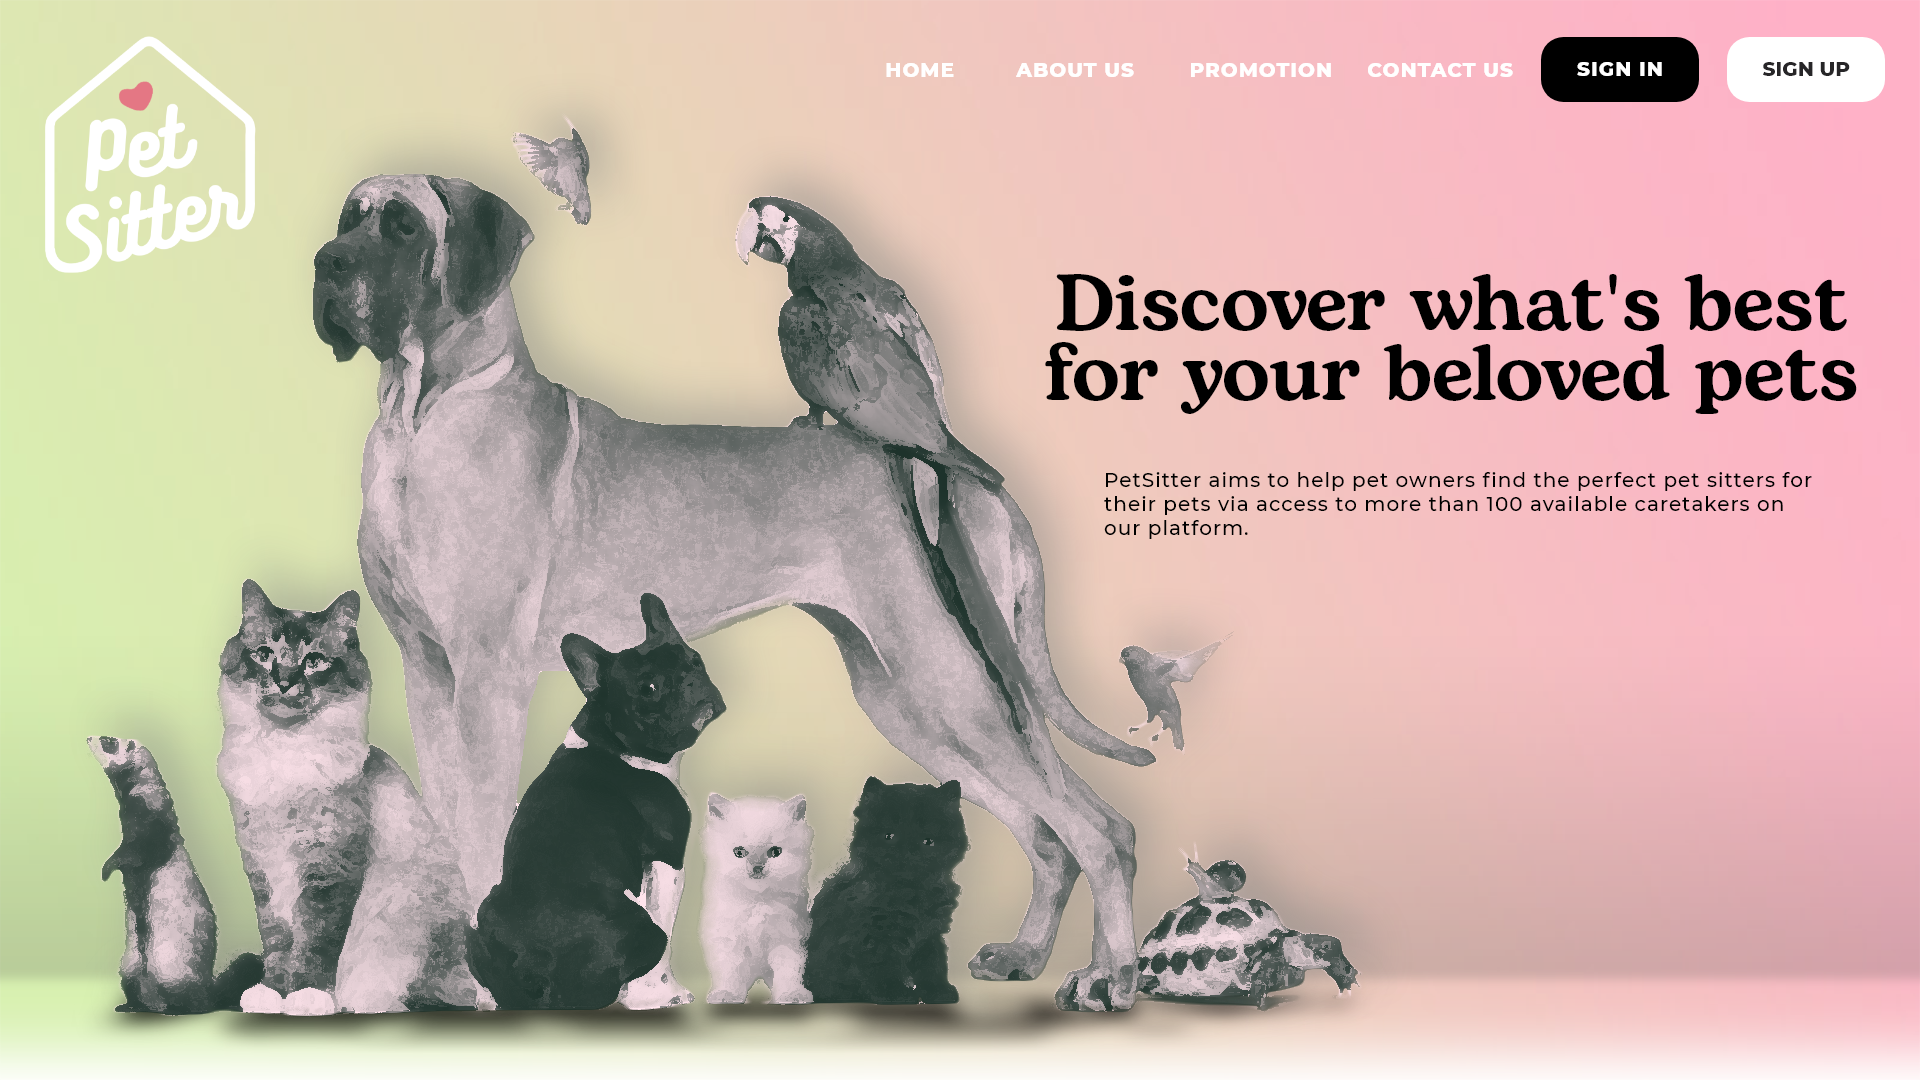 Pet
Sitter
HOME
ABOUT US
PROMOTION
CONTACT US
SIGN IN
SIGN UP
Discover what's best
for your beloved pets
PetSitter aims to help pet owners find the perfect pet sitters for
their pets via access to more than 100 available caretakers on
our platform.